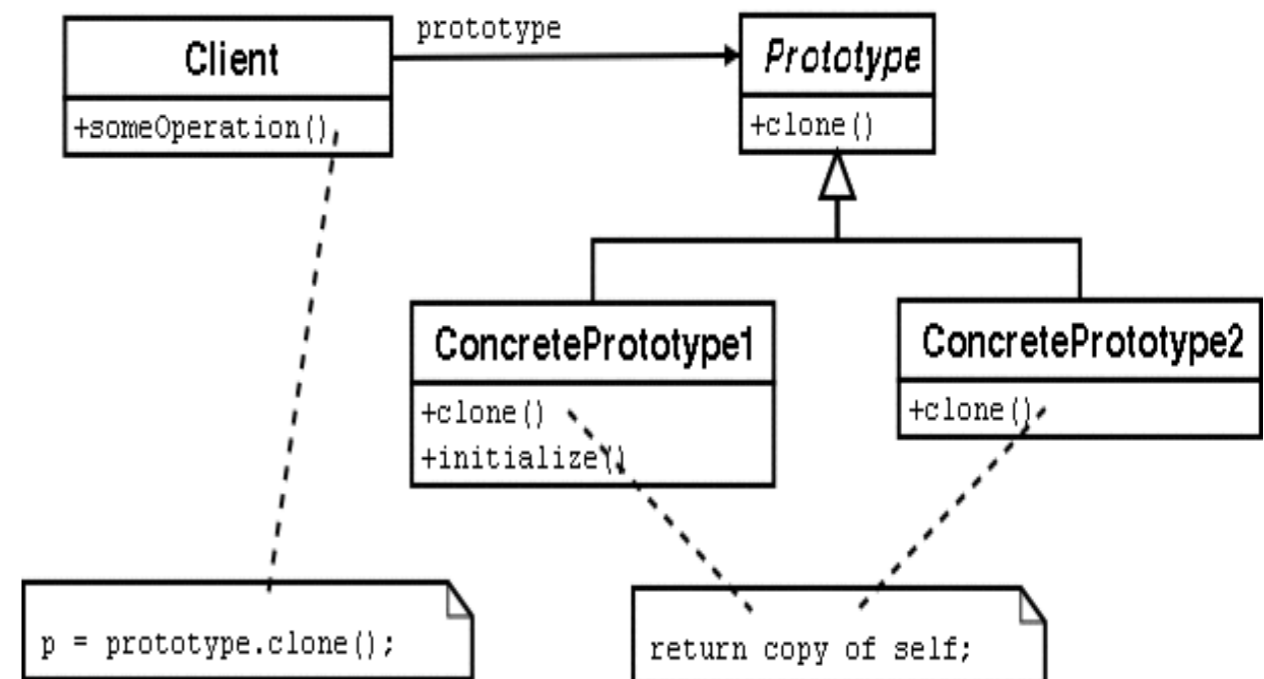 Client
+someOperation()
prototype
Prototype
+clone()
ConcretePrototype1
+clone()
+initialize()
ConcretePrototype2
+clone()
p = prototype.clone();
return copy of self;